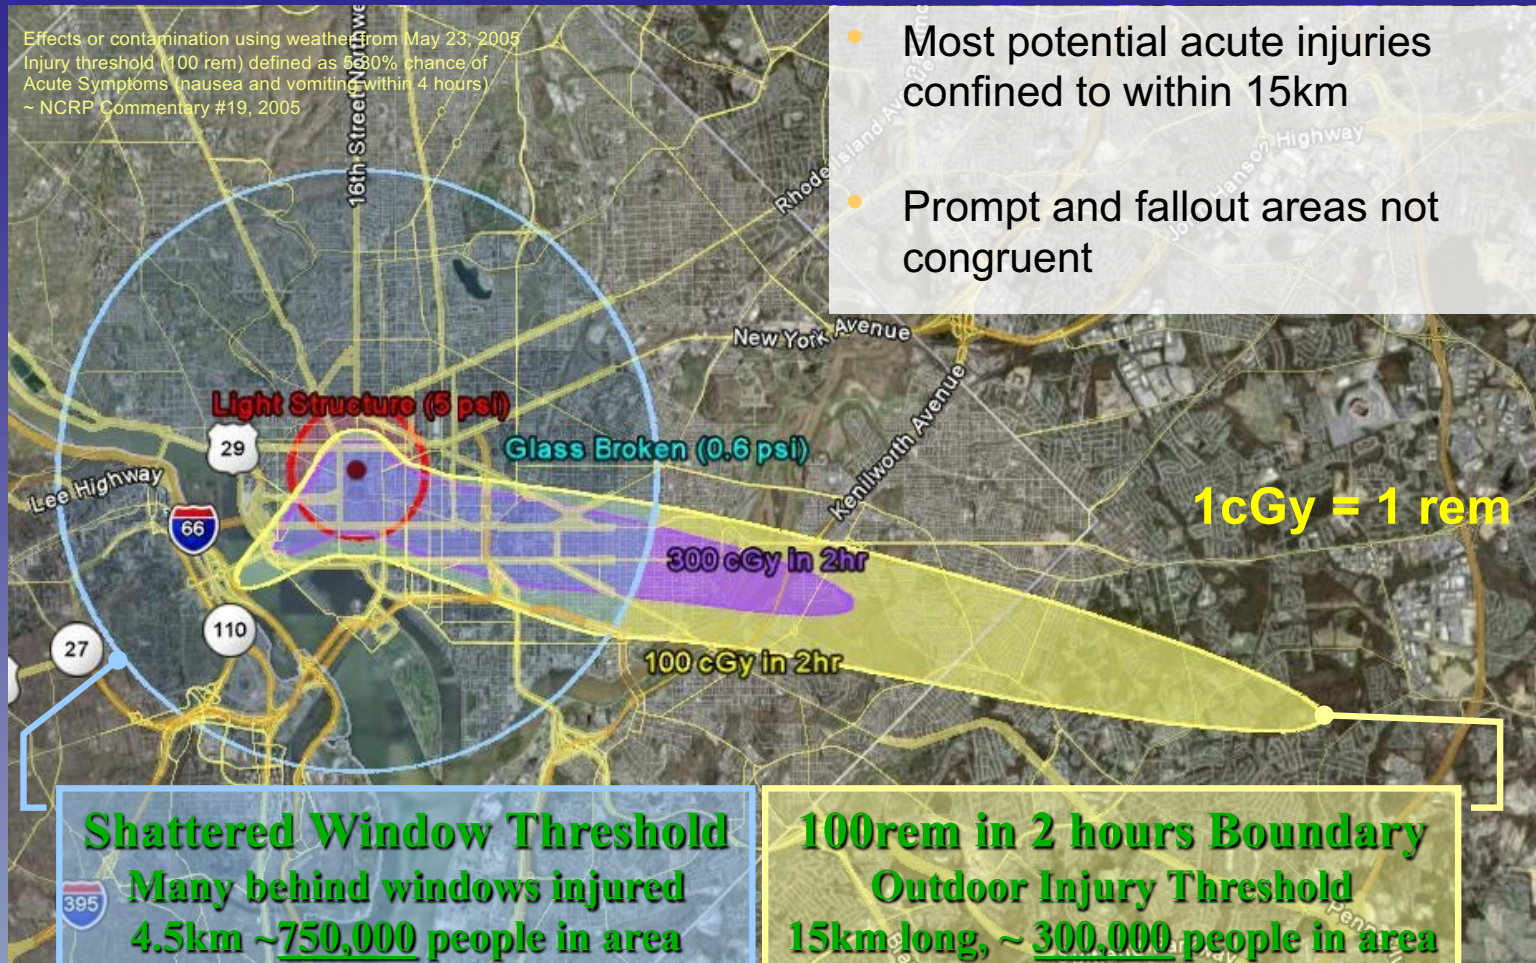 Effects or contamination using weather from May 23, 2005
Injury threshold (100 rem) defined as 5-30% chance of
Acute Symptoms (nausea and vomiting within 4 hours)
~ NCRP Commentary #19, 2005
• Most potential acute injuries
confined to within 15km
• Prompt and fallout areas not
congruent
16th Street Northwe
Rhode Island Av
John Hanson Highway
New York Avenue
Kenilworth Avenue
Light Structure (5 psi)
29
Glass Broken (0.6 psi)
Lee Highway
66
1cGy = 1 rem
300 cGy in 2hr
110
27
100 cGy in 2hr
Shattered Window Threshold
Many behind windows injured
4.5km ~750,000 people in area
395
100rem in 2 hours Boundary
Outdoor Injury Threshold
15km long, ~ 300,000 people in area